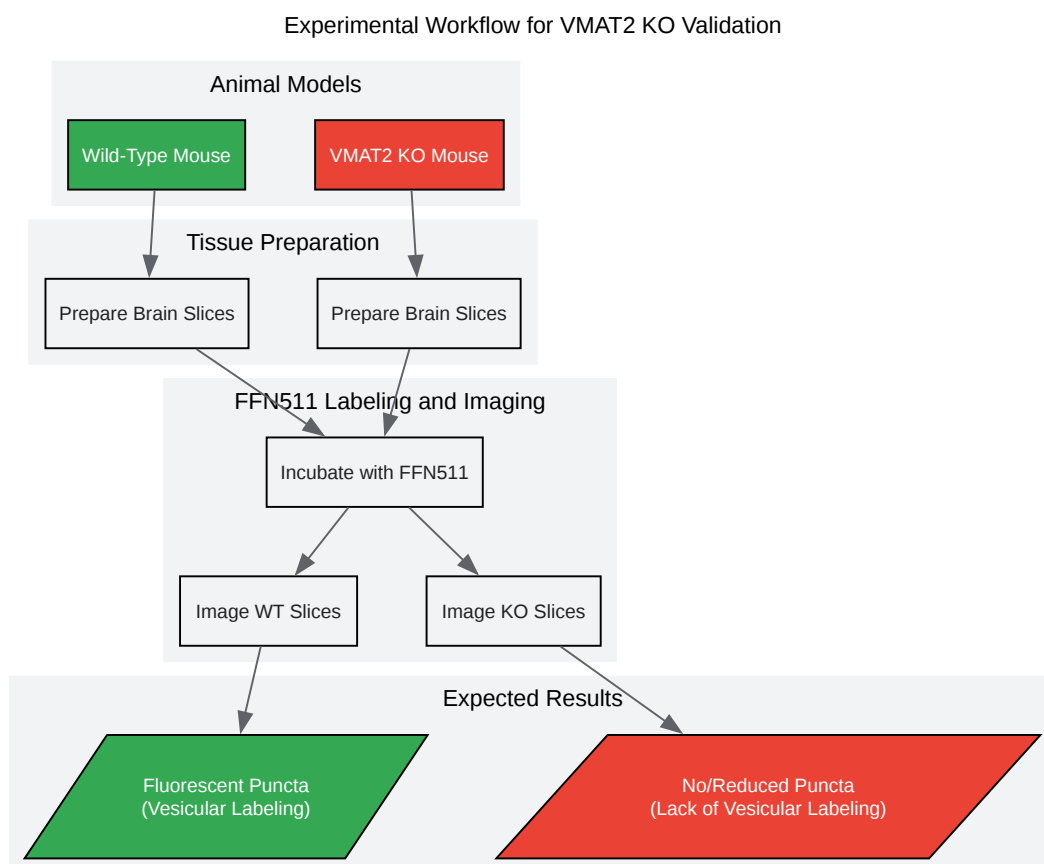 Experimental Workflow for VMAT2 KO Validation
Animal Models
Wild-Type Mouse
VMAT2 KO Mouse
Tissue Preparation
Prepare Brain Slices
Prepare Brain Slices
FFN511 Labeling and Imaging
Incubate with FFN511
Image WT Slices
Image KO Slices
Expected Results
Fluorescent Puncta
(Vesicular Labeling)
No/Reduced Puncta
(Lack of Vesicular Labeling)